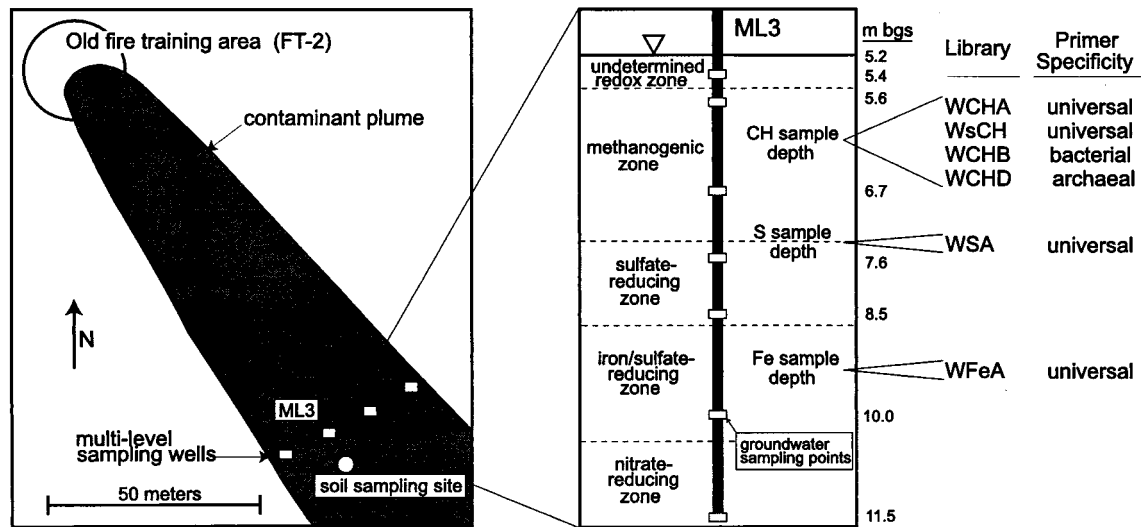 Old fire training area (FT-2)
contaminant plume
N
ML3
multi-level
sampling wells
soil sampling site
50 meters
ML3
m bgs
5.2
5.4
5.6
6.7
7.6
8.5
10.0
11.5
undetermined
redox zone
methanogenic
zone
sulfate-
reducing
zone
iron/sulfate-
reducing
zone
nitrate-
reducing
zone
CH sample
depth
S sample
depth
Fe sample
depth
groundwater
sampling points
Library
Primer
Specificity
WCHA universal
WsCH universal
WCHB bacterial
WCHD archaeal
WSA universal
WFeA universal